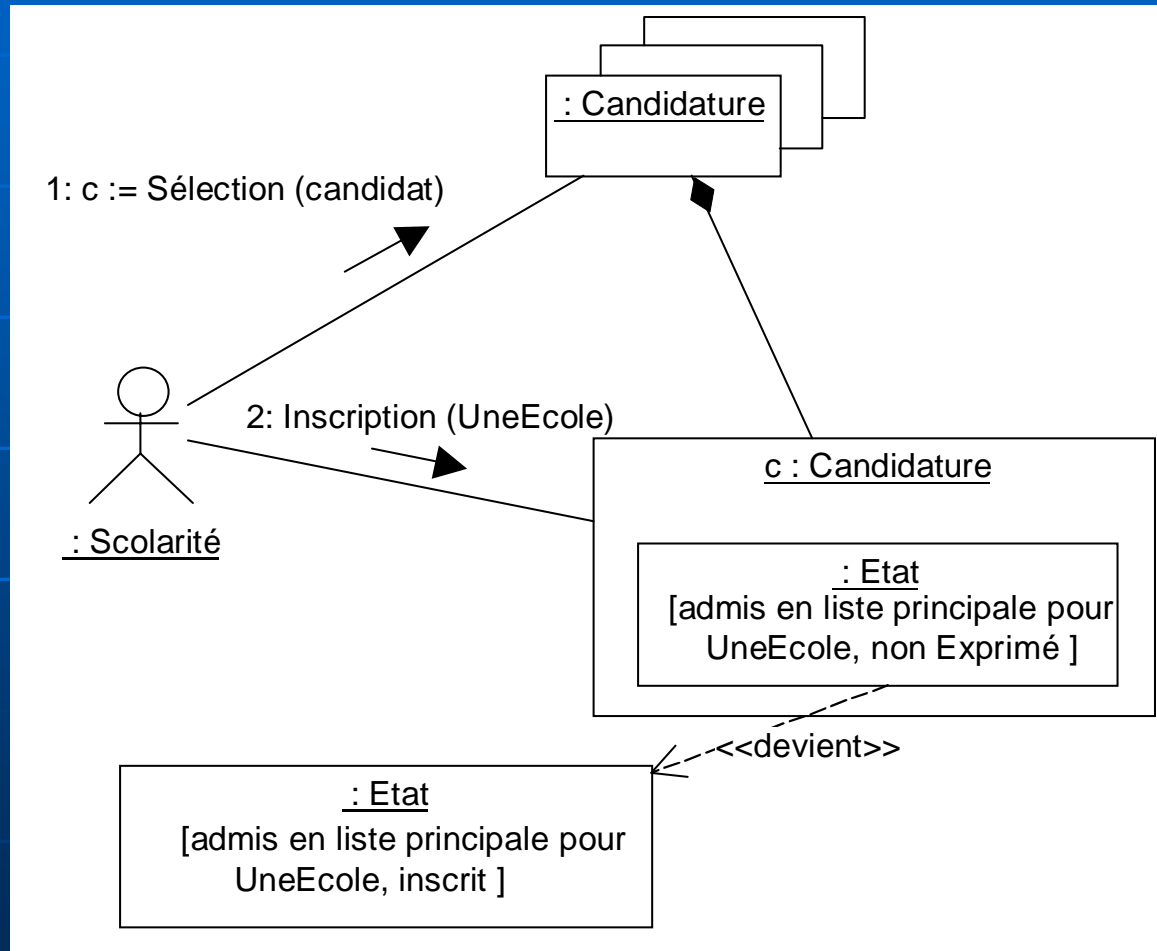 : Candidature
1: c := Sélection (candidat)
2: Inscription (UneEcole)
: Scolarité
c : Candidature
: Etat
[admis en liste principale pour
UneEcole, non Exprimé ]
<<devient>>
: Etat
[admis en liste principale pour
UneEcole, inscrit ]